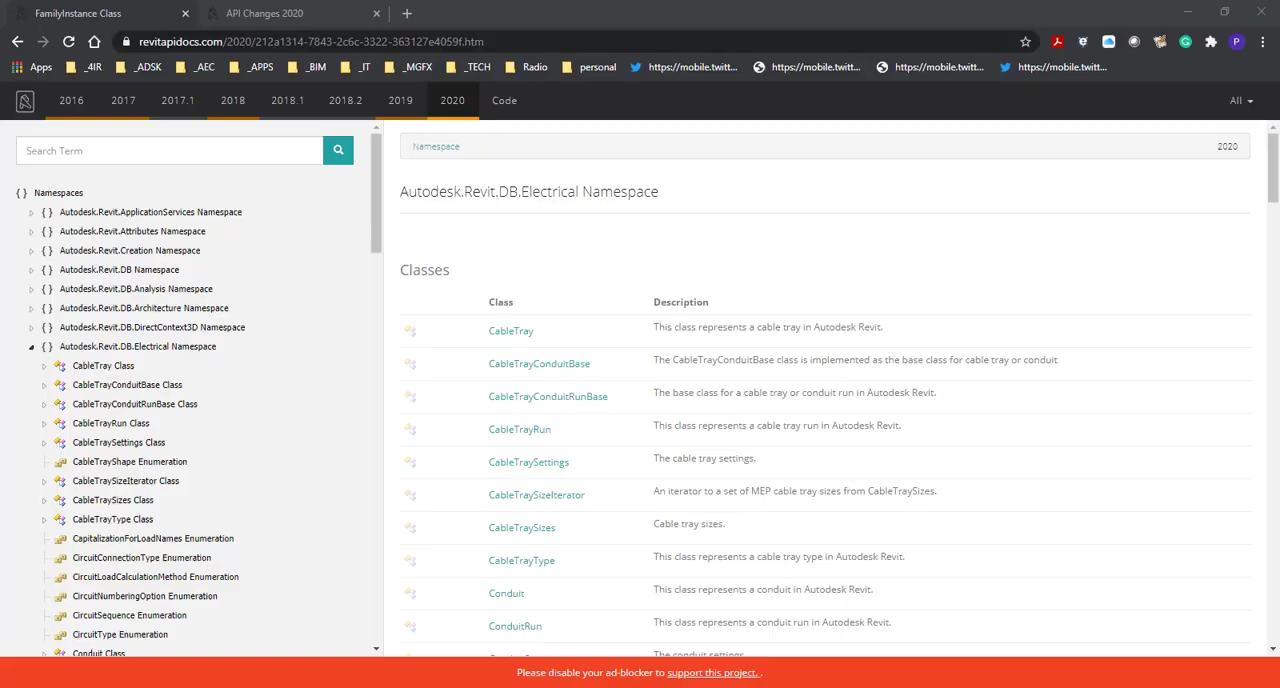 FamilyInstance Class
API Changes 2020
revitapidocs.com/2020/212a1314-7843-2c6c-3322-363127e4059f.htm
P
Apps
_4IR
_ADSK
_AEC
_APPS
_BIM
_IT
_MGFX
_TECH
Radio
personal
https://mobile.twitt...
https://mobile.twitt...
https://mobile.twitt...
https://mobile.twitt...
2016
2017
2017.1
2018
2018.1
2018.2
2019
2020
Code
All
Search Term
{ } Namespaces
{ } Autodesk.Revit.ApplicationServices Namespace
{ } Autodesk.Revit.Attributes Namespace
{ } Autodesk.Revit.Creation Namespace
{ } Autodesk.Revit.DB Namespace
{ } Autodesk.Revit.DB.Analysis Namespace
{ } Autodesk.Revit.DB.Architecture Namespace
{ } Autodesk.Revit.DB.DirectContext3D Namespace
{ } Autodesk.Revit.DB.Electrical Namespace
CableTray Class
CableTrayConduitBase Class
CableTrayConduitRunBase Class
CableTrayRun Class
CableTraySettings Class
CableTrayShape Enumeration
CableTraySizeIterator Class
CableTraySizes Class
CableTrayType Class
CapitalizationForLoadNames Enumeration
CircuitConnectionType Enumeration
CircuitLoadCalculationMethod Enumeration
CircuitNumberingOption Enumeration
CircuitSequence Enumeration
CircuitType Enumeration
Conduit Class
Namespace
2020
Autodesk.Revit.DB.Electrical Namespace
Classes
Class Description
CableTray This class represents a cable tray in Autodesk Revit.
CableTrayConduitBase The CableTrayConduitBase class is implemented as the base class for cable tray or conduit
CableTrayConduitRunBase The base class for a cable tray or conduit run in Autodesk Revit.
CableTrayRun This class represents a cable tray run in Autodesk Revit.
CableTraySettings The cable tray settings.
CableTraySizeIterator An iterator to a set of MEP cable tray sizes from CableTraySizes.
CableTraySizes Cable tray sizes.
CableTrayType This class represents a cable tray type in Autodesk Revit.
Conduit This class represents a conduit in Autodesk Revit.
ConduitRun This class represents a conduit run in Autodesk Revit.
The conduit settings.
Please disable your ad-blocker to support this project. .